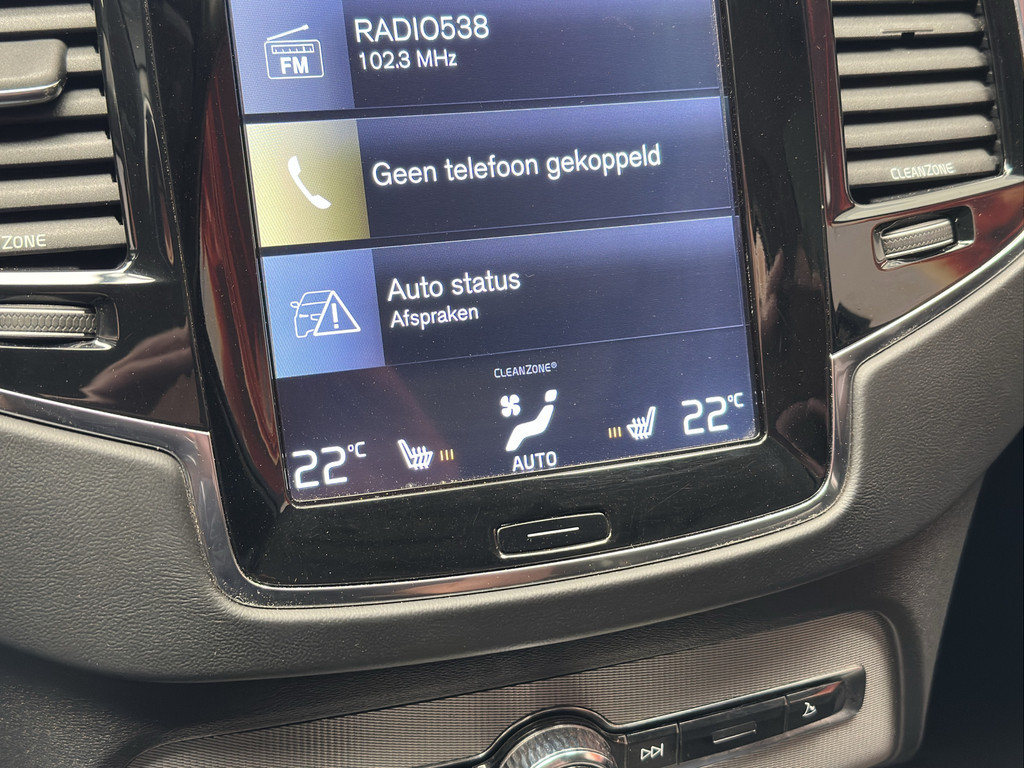 RADIO538
102.3 MHz
FM
Geen telefoon gekoppeld
Auto status
Afspraken
CLEANZONE®
22°C
22°C
AUTO
ZONE
CLEANZONE